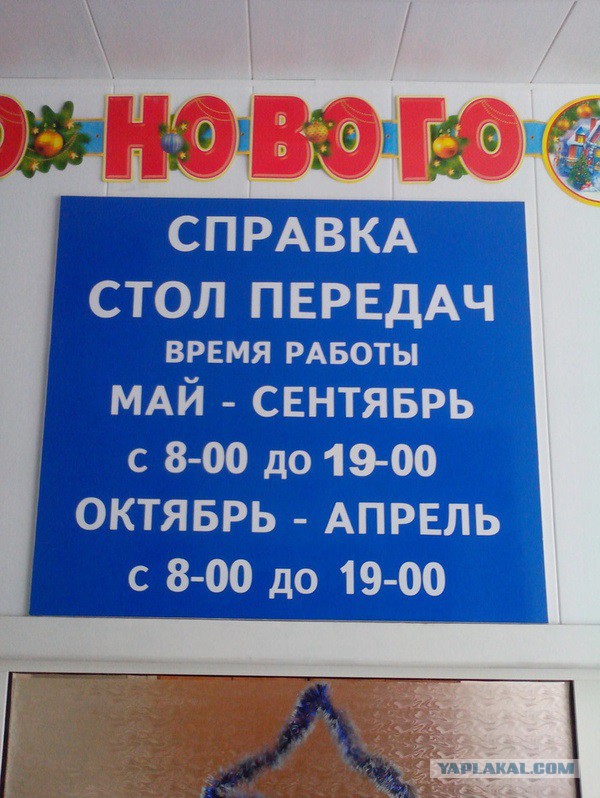 О НОВОГО
СПРАВКА
СТОЛ ПЕРЕДАЧ
ВРЕМЯ РАБОТЫ
МАЙ - СЕНТЯБРЬ
С 8-00 ДО 19-00
ОКТЯБРЬ - АПРЕЛЬ
С 8-00 ДО 19-00
YAPLAKAL.COM